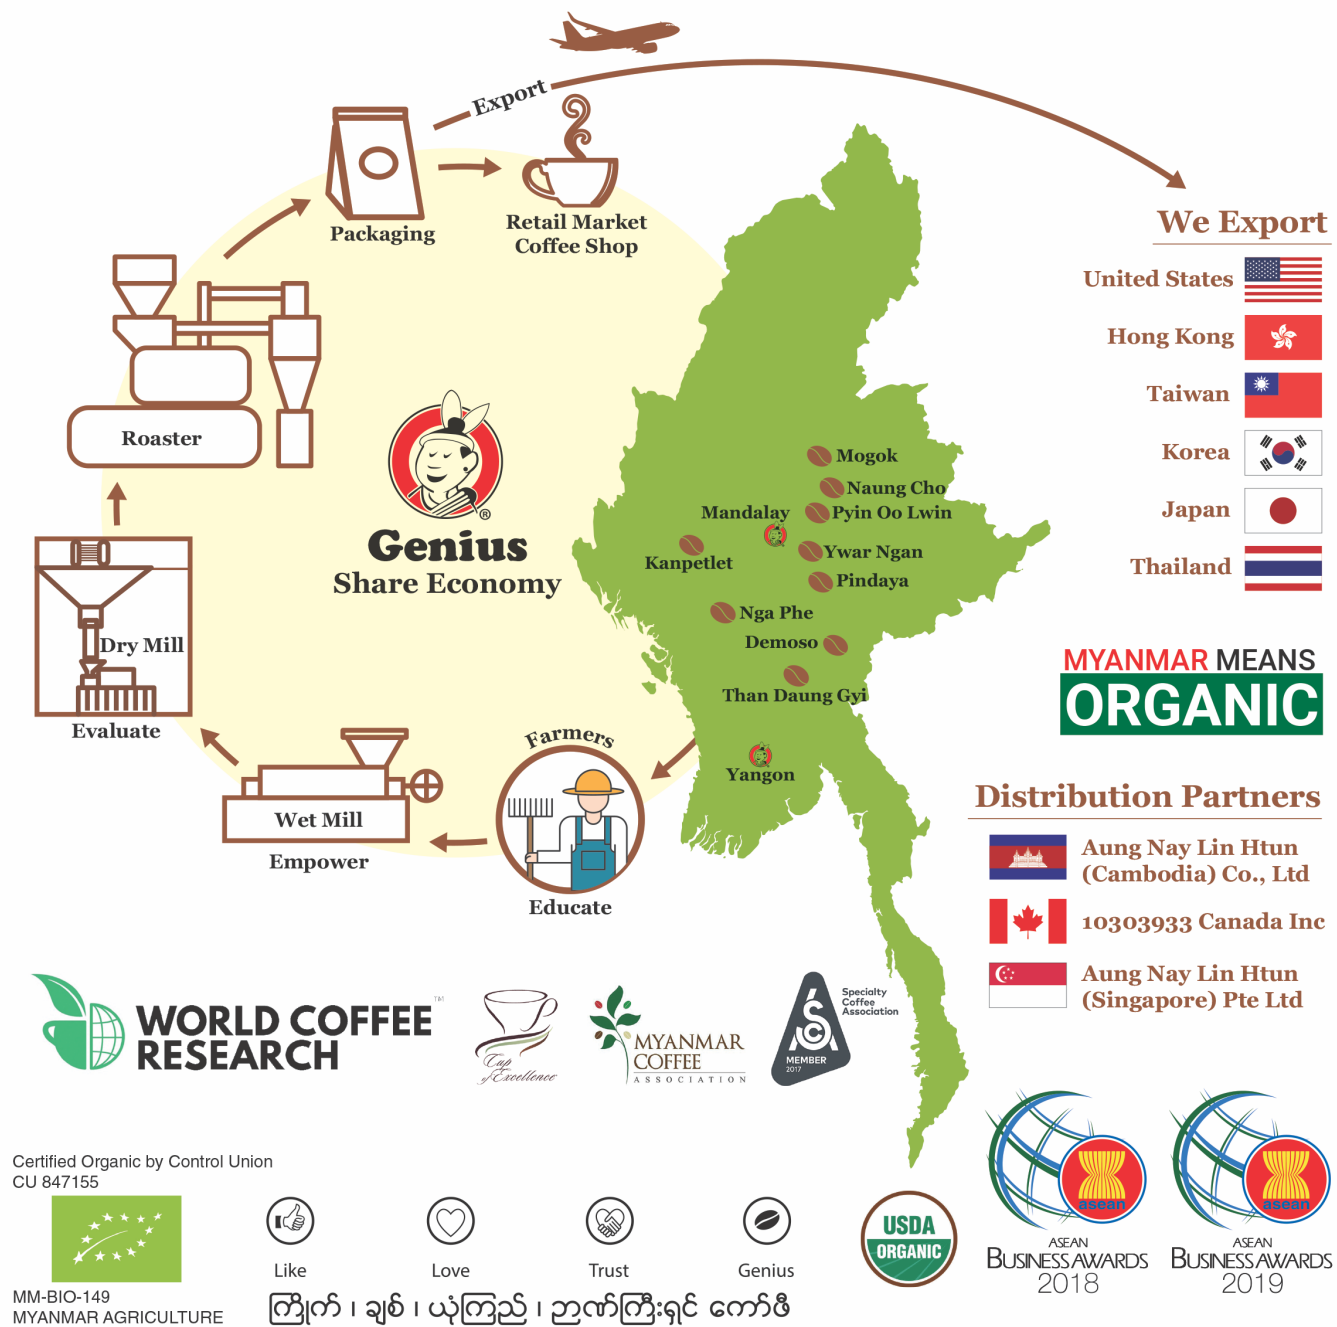 Export
Packaging
Retail Market
Coffee Shop
We Export
United States
Hong Kong
Taiwan
Korea
Japan
Thailand
Roaster
Genius
Share Economy
®
Dry Mill
Evaluate
Wet Mill
Empower
Farmers
Educate
Mogok
Naung Cho
Mandalay
Pyin Oo Lwin
Kanpetlet
Ywar Ngan
Pindaya
Nga Phe
Demoso
Than Daung Gyi
Yangon
MYANMAR MEANS
ORGANIC
Distribution Partners
Aung Nay Lin Htun
(Cambodia) Co., Ltd
10303933 Canada Inc
Aung Nay Lin Htun
(Singapore) Pte Ltd
WORLD COFFEE™
RESEARCH
Cup
of Excellence
MYANMAR
COFFEE
ASSOCIATION
SCA
MEMBER
2017
Specialty
Coffee
Association
Certified Organic by Control Union
CU 847155
MM-BIO-149
MYANMAR AGRICULTURE
Like
Love
Trust
Genius
ကြိုက် ၊ ချစ် ၊ ယုံကြည် ၊ ဉာဏ်ကြီးရှင် ကော်ဖီ
USDA
ORGANIC
asean
ASEAN
BUSINESS AWARDS
2018
asean
ASEAN
BUSINESS AWARDS
2019